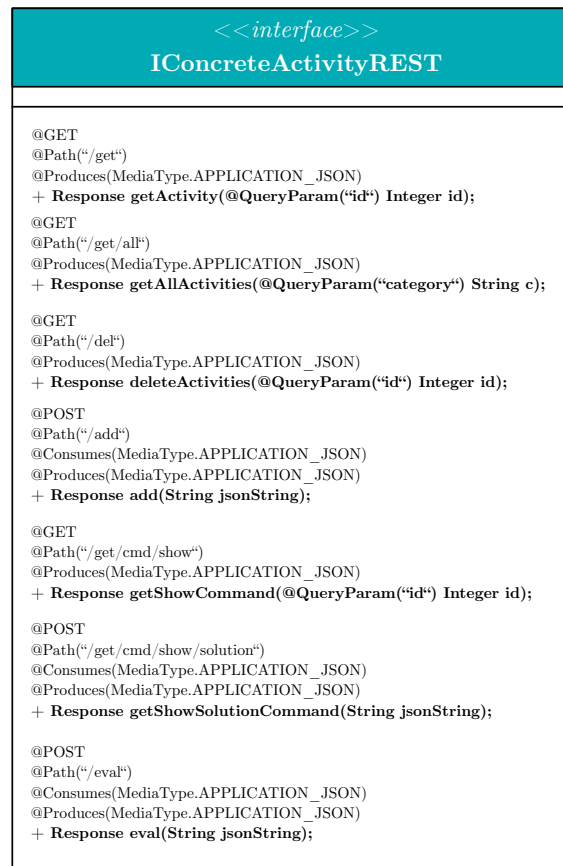 <<interface>>
IConcreteActivityREST
@GET
@Path(“/get“)
@Produces(MediaType.APPLICATION_JSON)
+ Response getActivity(@QueryParam(“id“) Integer id);
@GET
@Path(“/get/all“)
@Produces(MediaType.APPLICATION_JSON)
+ Response getAllActivities(@QueryParam(“category“) String c);
@GET
@Path(“/del“)
@Produces(MediaType.APPLICATION_JSON)
+ Response deleteActivities(@QueryParam(“id“) Integer id);
@POST
@Path(“/add“)
@Consumes(MediaType.APPLICATION_JSON)
@Produces(MediaType.APPLICATION_JSON)
+ Response add(String jsonString);
@GET
@Path(“/get/cmd/show“)
@Produces(MediaType.APPLICATION_JSON)
+ Response getShowCommand(@QueryParam(“id“) Integer id);
@POST
@Path(“/get/cmd/show/solution“)
@Consumes(MediaType.APPLICATION_JSON)
@Produces(MediaType.APPLICATION_JSON)
+ Response getShowSolutionCommand(String jsonString);
@POST
@Path(“/eval“)
@Consumes(MediaType.APPLICATION_JSON)
@Produces(MediaType.APPLICATION_JSON)
+ Response eval(String jsonString);